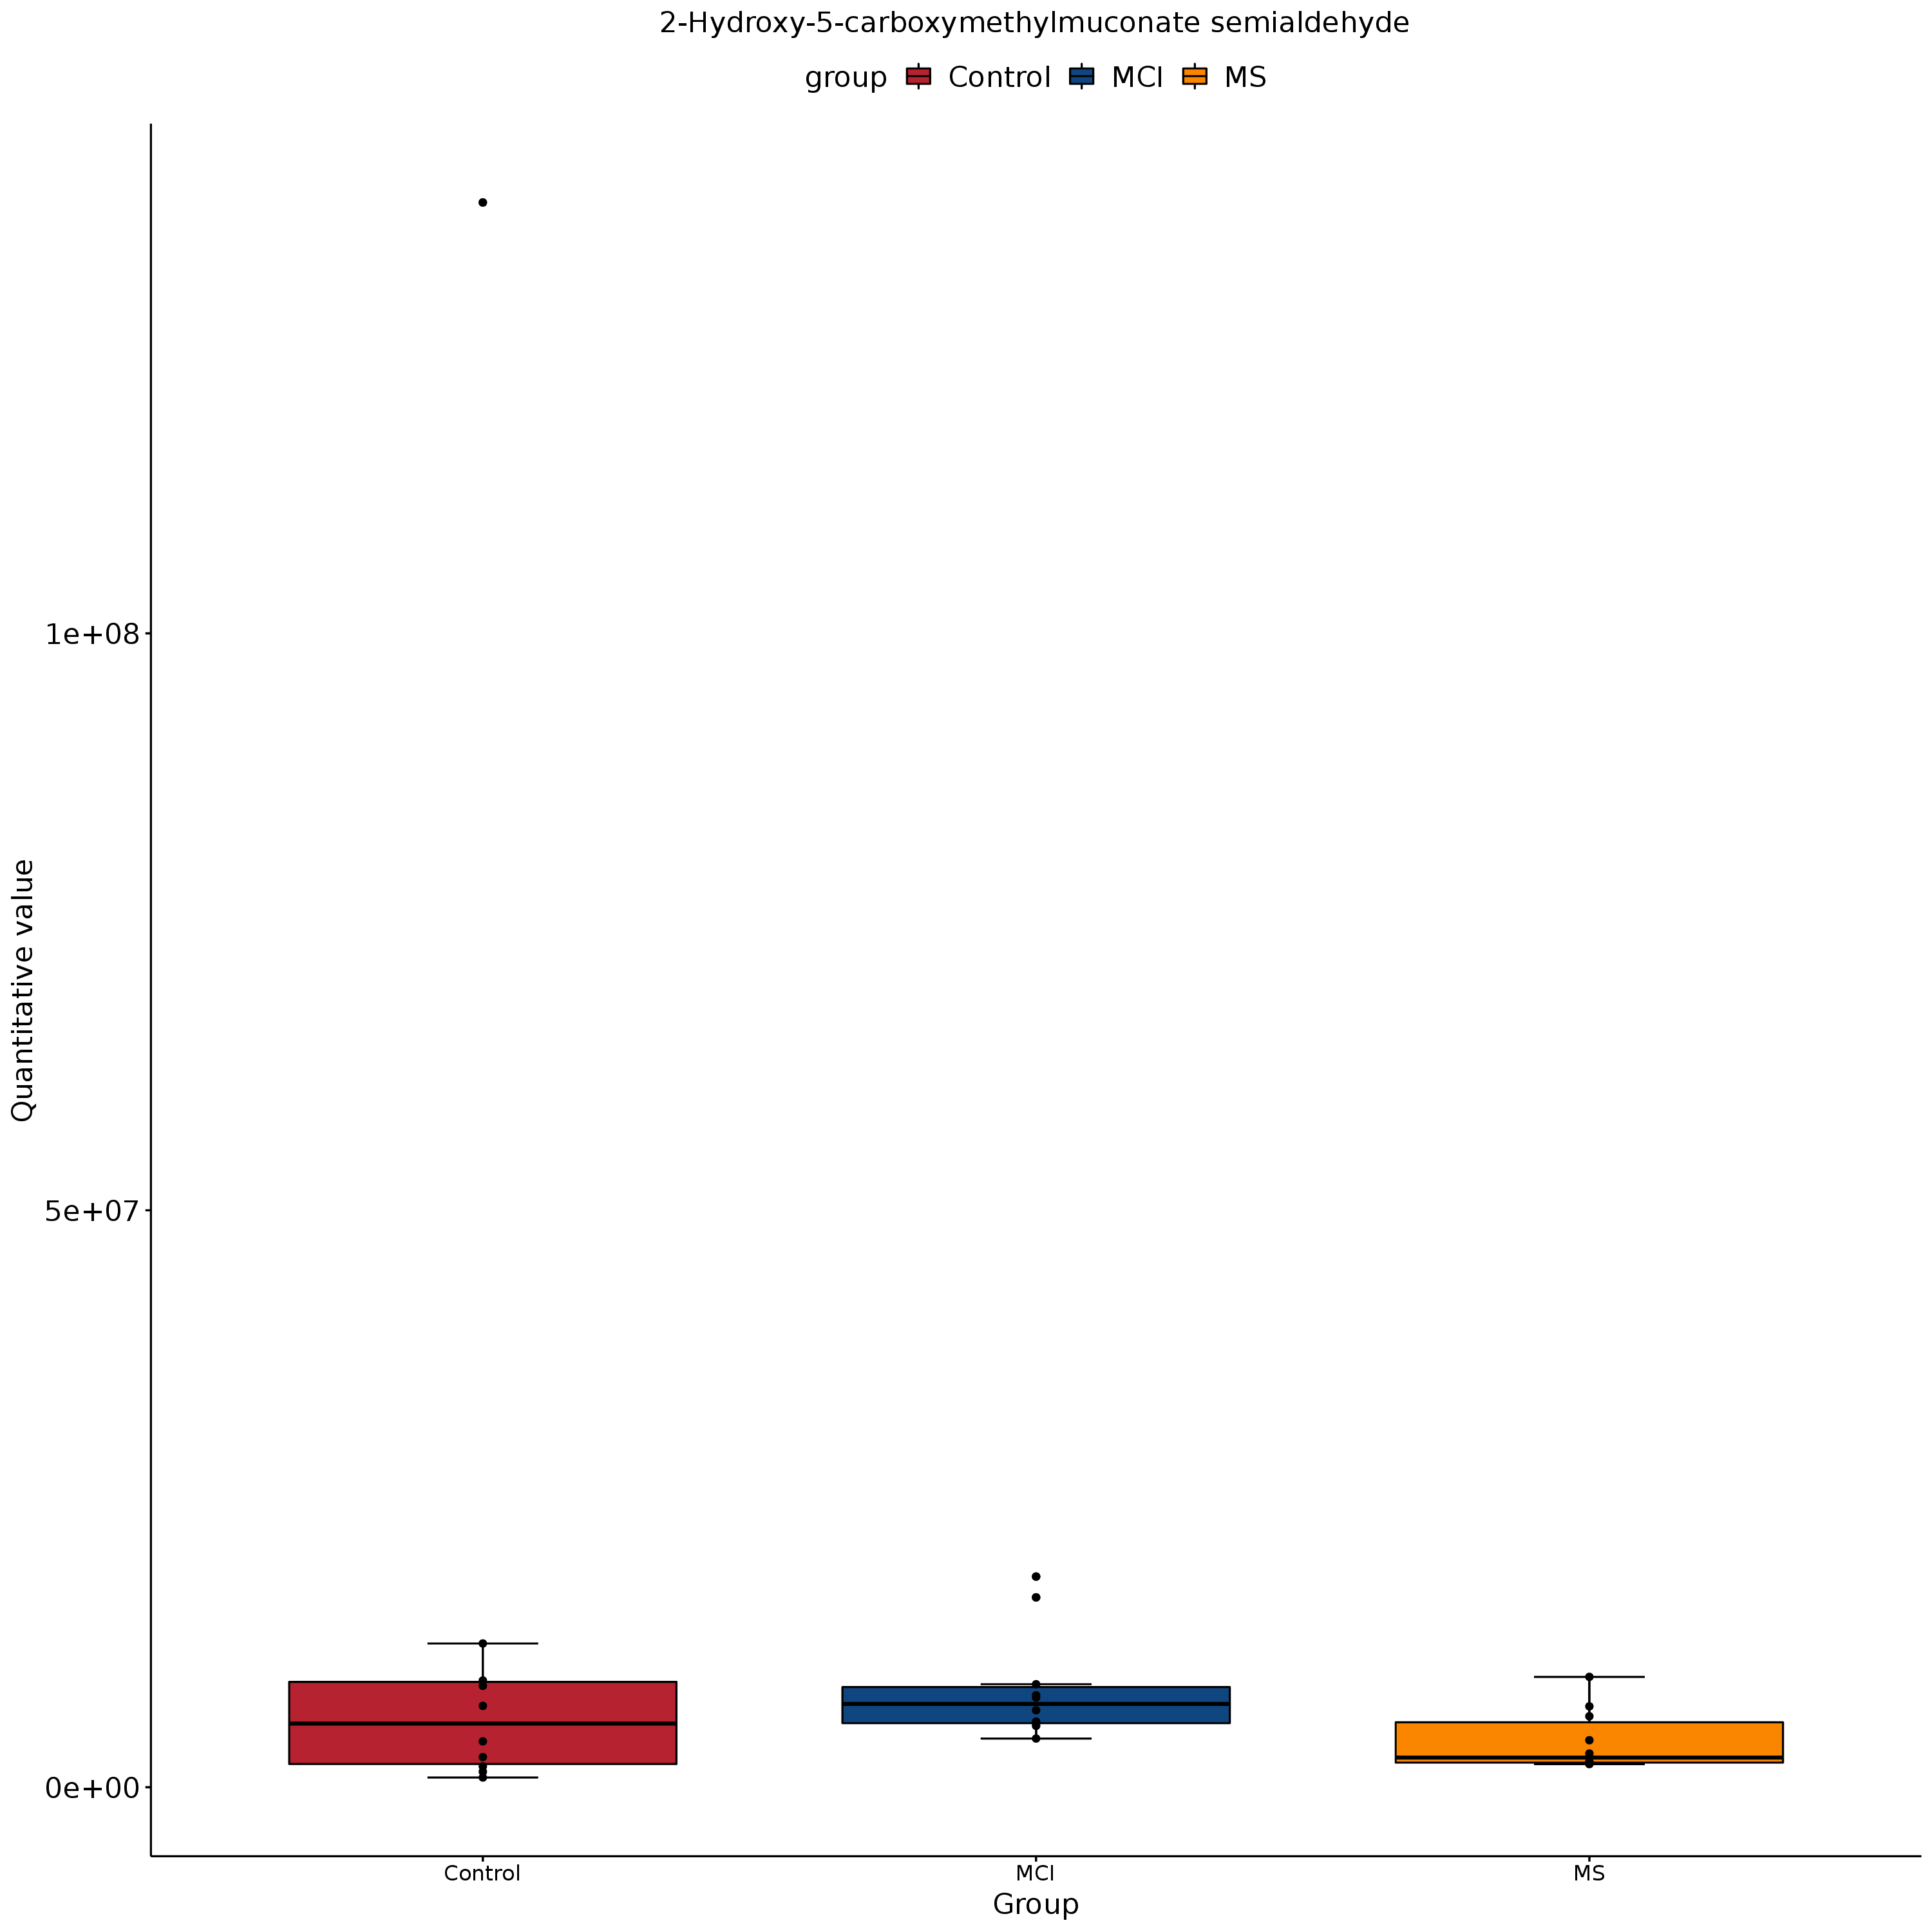 2-Hydroxy-5-carboxymethylmuconate semialdehyde
group Control MCI MS
Quantitative value
1e+08
5e+07
0e+00
Control MCI MS
Group